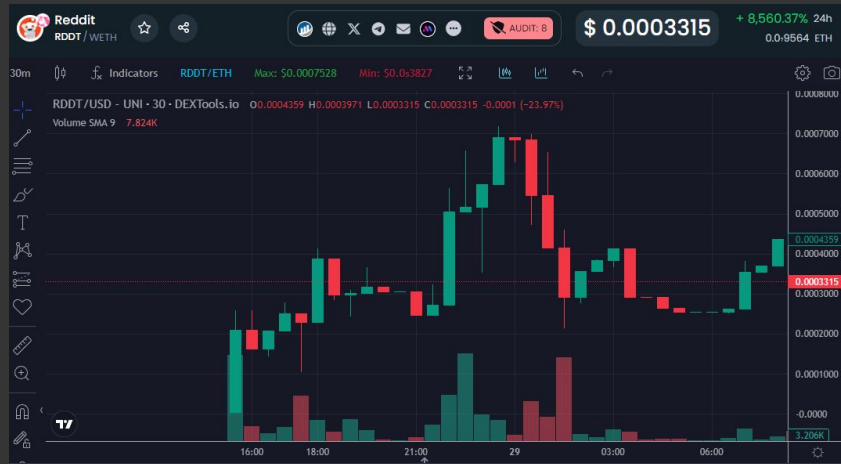 Reddit
RDDT / WETH
AUDIT: 8
$ 0.0003315
+ 8,560.37% 24h
0.0₇9564 ETH
30m
Indicators
RDDT/ETH
Max: $0.0007528
Min: $0.0₅3827
RDDT/USD - UNI · 30 · DEXTools.io O0.0004359 H0.0003971 L0.0003315 C0.0003315 -0.0001 (-23.97%)
Volume SMA 9 7.824K
0.0008000
0.0007000
0.0006000
0.0005000
0.0004359
0.0004000
0.0003315
0.0003000
0.0002000
0.0001000
-0.0000
3.206K
16:00 18:00 21:00 29 03:00 06:00